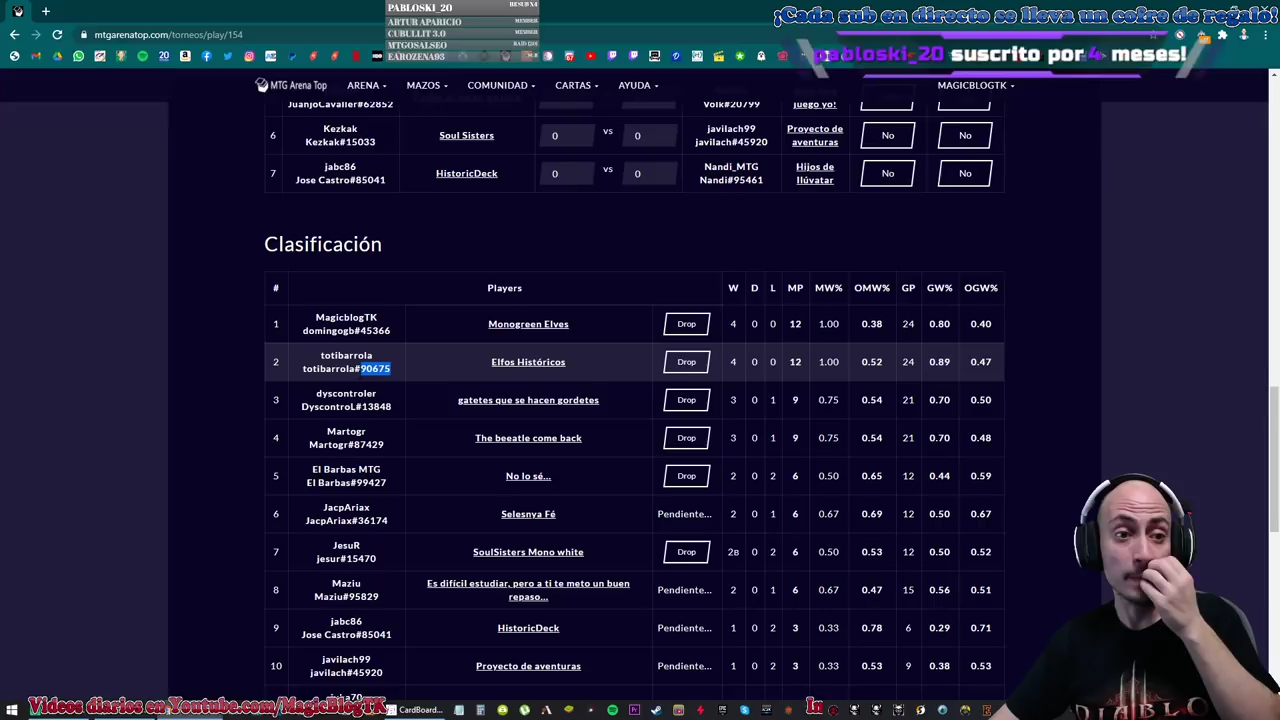 PABLOSKI_20 RESUB X4
ARTUR APARICIO MEMBER
CUBULLIT 3.0 MEMBER
MTGOSALSEO
EAROZENA93
¡Cada sub en directo se lleva un cofre de regalo!
pabloski_20 suscrito por 4 meses!
mtgarenatop.com/torneos/play/154
MTG Arena Top ARENA MAZOS COMUNIDAD CARTAS AYUDA MAGICBLOGTK
JuanjoCavaller#62852 Volk#20799 juego yo!
6 Kezkak Kezkak#15033 Soul Sisters 0 vs 0 javilach99 javilach#45920 Proyecto de aventuras No No
7 jabc86 Jose Castro#85041 HistoricDeck 0 vs 0 Nandi_MTG Nandi#95461 Hijos de Ilúvatar No No
Clasificación
# Players W D L MP MW% OMW% GP GW% OGW%
1 MagicblogTK domingogb#45366 Monogreen Elves Drop 4 0 0 12 1.00 0.38 24 0.80 0.40
2 totibarrola totibarrola#90675 Elfos Históricos Drop 4 0 0 12 1.00 0.52 24 0.89 0.47
3 dyscontroler DyscontroL#13848 gatetes que se hacen gordetes Drop 3 0 1 9 0.75 0.54 21 0.70 0.50
4 Martogr Martogr#87429 The beeatle come back Drop 3 0 1 9 0.75 0.54 21 0.70 0.48
5 El Barbas MTG El Barbas#99427 No lo sé... Drop 2 0 2 6 0.50 0.65 12 0.44 0.59
6 JacpAriax JacpAriax#36174 Selesnya Fé Pendiente... 2 0 1 6 0.67 0.69 12 0.50 0.67
7 JesuR jesur#15470 SoulSisters Mono white Drop 2B 0 2 6 0.50 0.53 12 0.50 0.52
8 Maziu Maziu#95829 Es difícil estudiar, pero a ti te meto un buen repaso... Pendiente... 2 0 1 6 0.67 0.47 15 0.56 0.51
9 jabc86 Jose Castro#85041 HistoricDeck Pendiente... 1 0 2 3 0.33 0.78 6 0.29 0.71
10 javilach99 javilach#45920 Proyecto de aventuras Pendiente... 1 0 2 3 0.33 0.53 9 0.38 0.53
DIABLO
Videos diarios en Youtube.com/MagicBlogTK In
CardBoard...